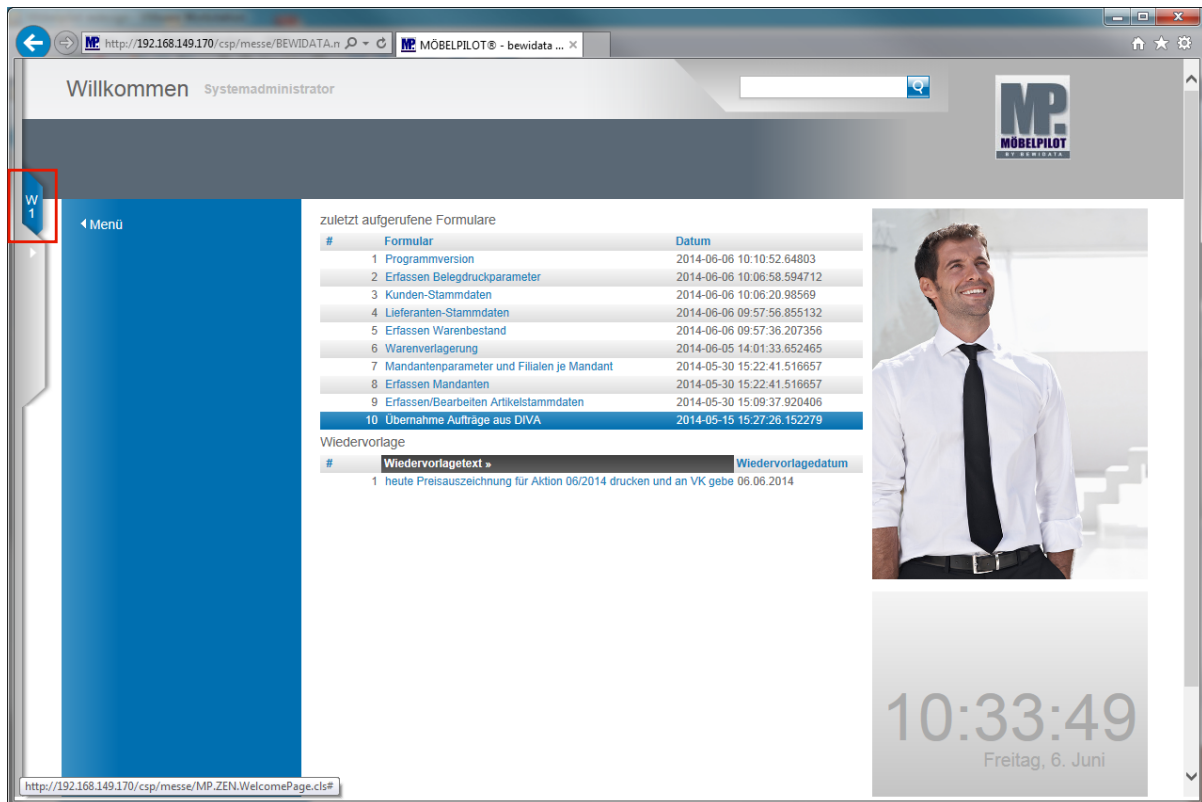 http://192.168.149.170/csp/messe/BEWIDATA.n
MP. MÖBELPILOT® - bewidata ... ×
Willkommen Systemadministrator
MP.
MÖBELPILOT
BY BEWIDATA
W
1
Menü
zuletzt aufgerufene Formulare
# Formular Datum
1 Programmversion 2014-06-06 10:10:52.64803
2 Erfassen Belegdruckparameter 2014-06-06 10:06:58.594712
3 Kunden-Stammdaten 2014-06-06 10:06:20.98569
4 Lieferanten-Stammdaten 2014-06-06 09:57:56.855132
5 Erfassen Warenbestand 2014-06-06 09:57:36.207356
6 Warenverlagerung 2014-06-05 14:01:33.652465
7 Mandantenparameter und Filialen je Mandant 2014-05-30 15:22:41.516657
8 Erfassen Mandanten 2014-05-30 15:22:41.516657
9 Erfassen/Bearbeiten Artikelstammdaten 2014-05-30 15:09:37.920406
10 Übernahme Aufträge aus DIVA 2014-05-15 15:27:26.152279
Wiedervorlage
# Wiedervorlagetext » Wiedervorlagedatum
1 heute Preisauszeichnung für Aktion 06/2014 drucken und an VK gebe 06.06.2014
10:33:49
Freitag, 6. Juni
http://192.168.149.170/csp/messe/MP.ZEN.WelcomePage.cls#